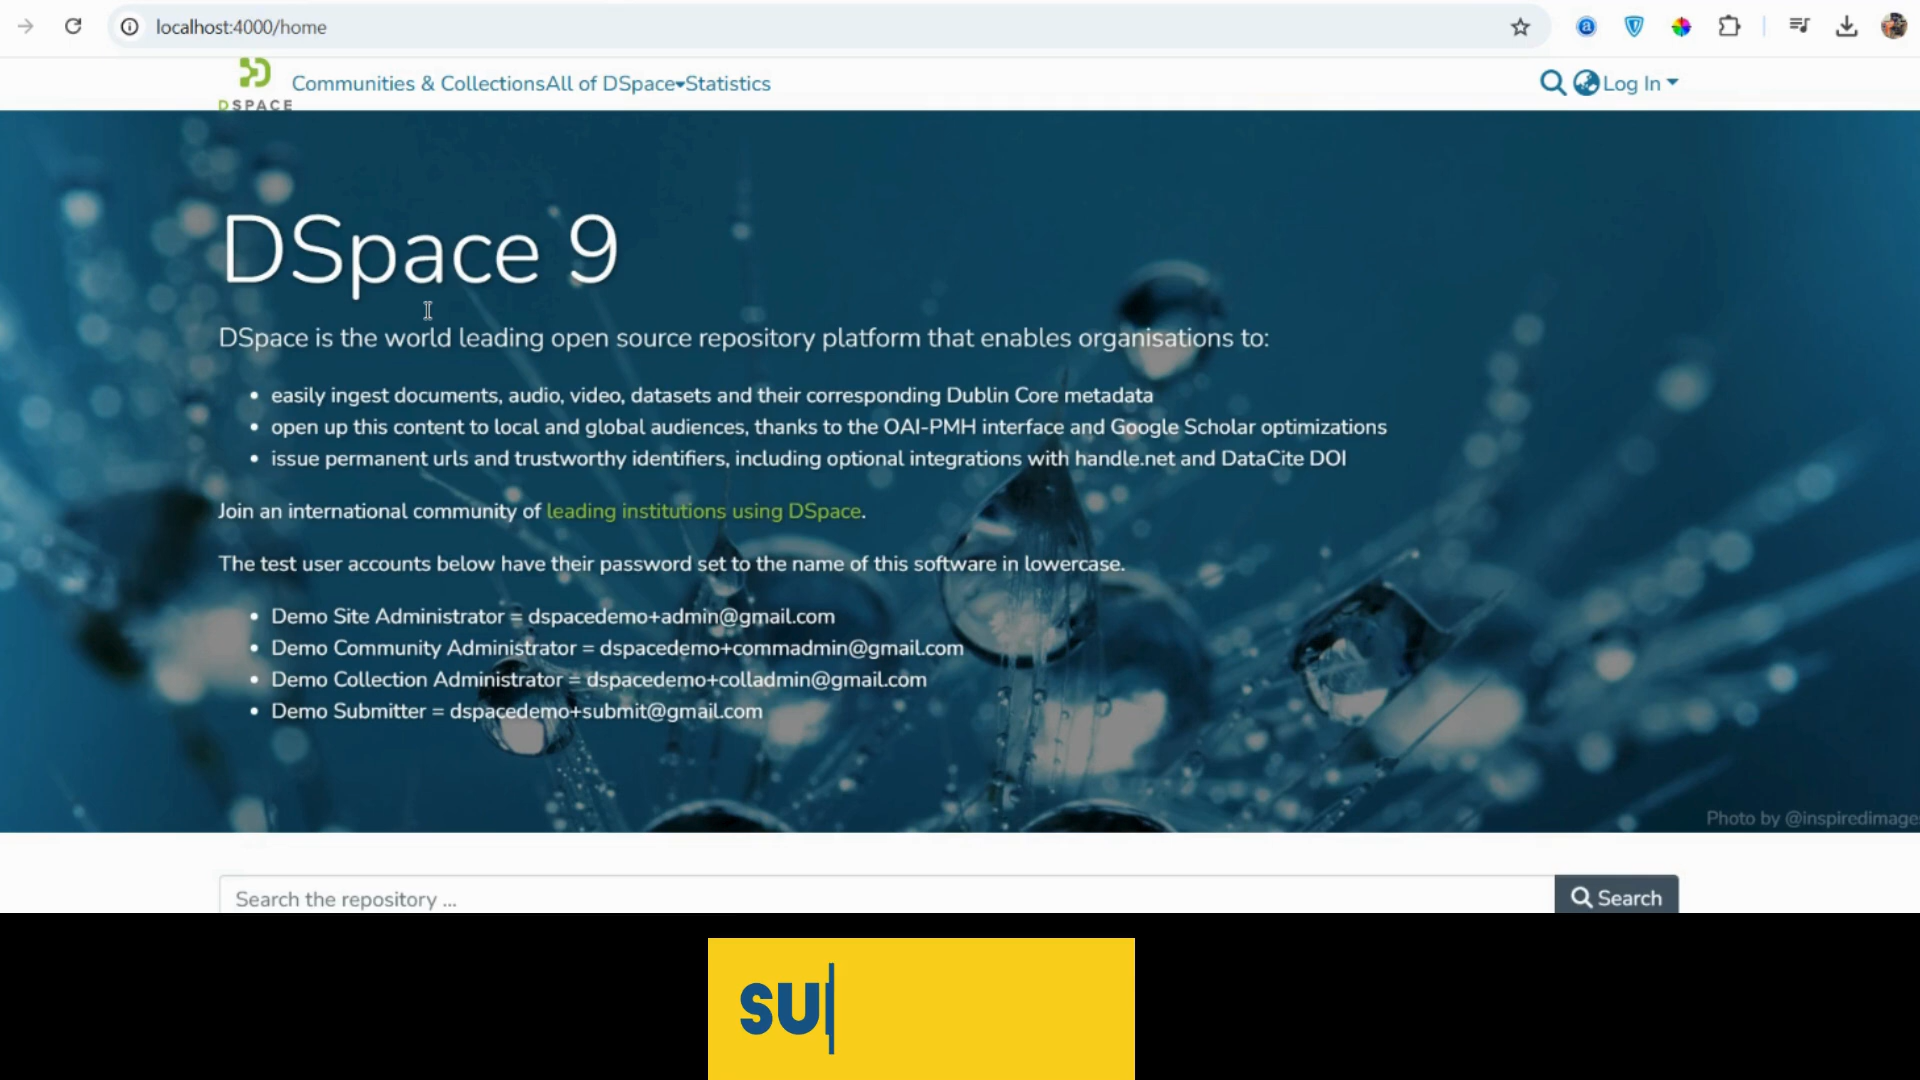 localhost:4000/home
DSPACE
Communities & Collections All of DSpace Statistics
Log In
DSpace 9
DSpace is the world leading open source repository platform that enables organisations to:
• easily ingest documents, audio, video, datasets and their corresponding Dublin Core metadata
• open up this content to local and global audiences, thanks to the OAI-PMH interface and Google Scholar optimizations
• issue permanent urls and trustworthy identifiers, including optional integrations with handle.net and DataCite DOI
Join an international community of leading institutions using DSpace.
The test user accounts below have their password set to the name of this software in lowercase.
• Demo Site Administrator = dspacedemo+admin@gmail.com
• Demo Community Administrator = dspacedemo+commadmin@gmail.com
• Demo Collection Administrator = dspacedemo+colladmin@gmail.com
• Demo Submitter = dspacedemo+submit@gmail.com
Photo by @inspiredimage
Search the repository ...
Search
SU